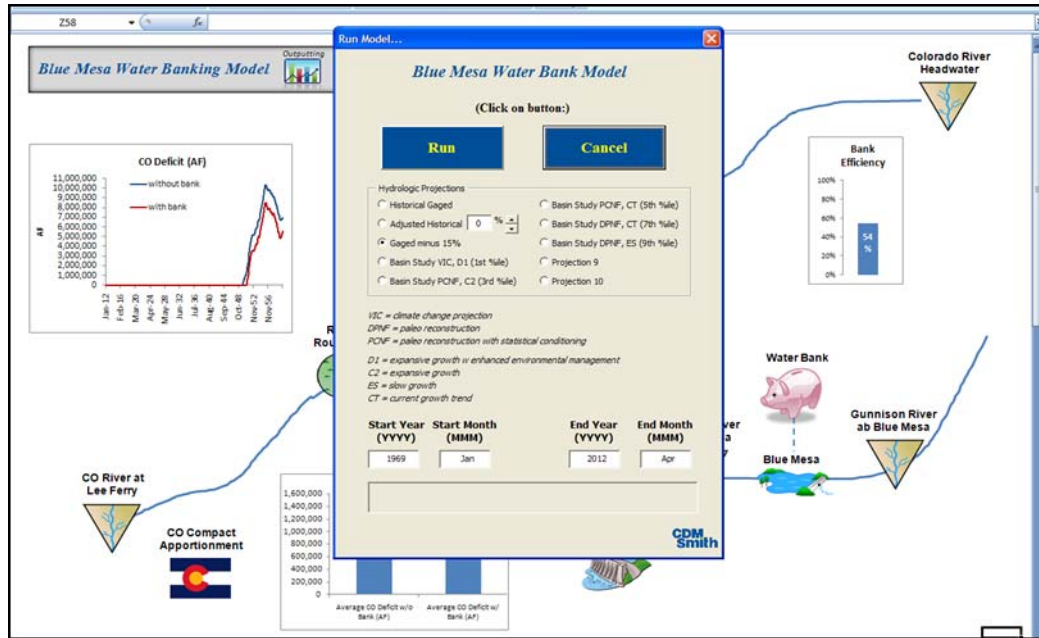 Z58
fx
Blue Mesa Water Banking Model
Outputting
CO Deficit (AF)
11,000,000
10,000,000
9,000,000
8,000,000
7,000,000
6,000,000
5,000,000
4,000,000
3,000,000
2,000,000
1,000,000
0
AF
without bank
with bank
Jan-12
Feb-16
Mar-20
Apr-24
May-28
Jun-32
Jul-36
Aug-40
Sep-44
Oct-48
Nov-52
Nov-56
Run Model...
Blue Mesa Water Bank Model
(Click on button:)
Run
Cancel
Hydrologic Projections
Historical Gaged
Adjusted Historical 0 %
Gaged minus 15%
Basin Study VIC, D1 (1st %ile)
Basin Study PCNF, C2 (3rd %ile)
Basin Study PCNF, CT (5th %ile)
Basin Study DPNF, CT (7th %ile)
Basin Study DPNF, ES (9th %ile)
Projection 9
Projection 10
VIC = climate change projection
DPNF = paleo reconstruction
PCNF = paleo reconstruction with statistical conditioning
D1 = expansive growth w enhanced environmental management
C2 = expansive growth
ES = slow growth
CT = current growth trend
Start Year
(YYYY)
Start Month
(MMM)
End Year
(YYYY)
End Month
(MMM)
1969
Jan
2012
Apr
CDM
Smith
Colorado River
Headwater
Bank
Efficiency
100%
80%
60%
40%
20%
0%
54
%
Water Bank
Gunnison River
ab Blue Mesa
Blue Mesa
CO River at
Lee Ferry
CO Compact
Apportionment
1,600,000
1,400,000
1,200,000
1,000,000
800,000
600,000
400,000
200,000
0
Average CO Deficit w/o
Bank (AF)
Average CO Deficit w/
Bank (AF)